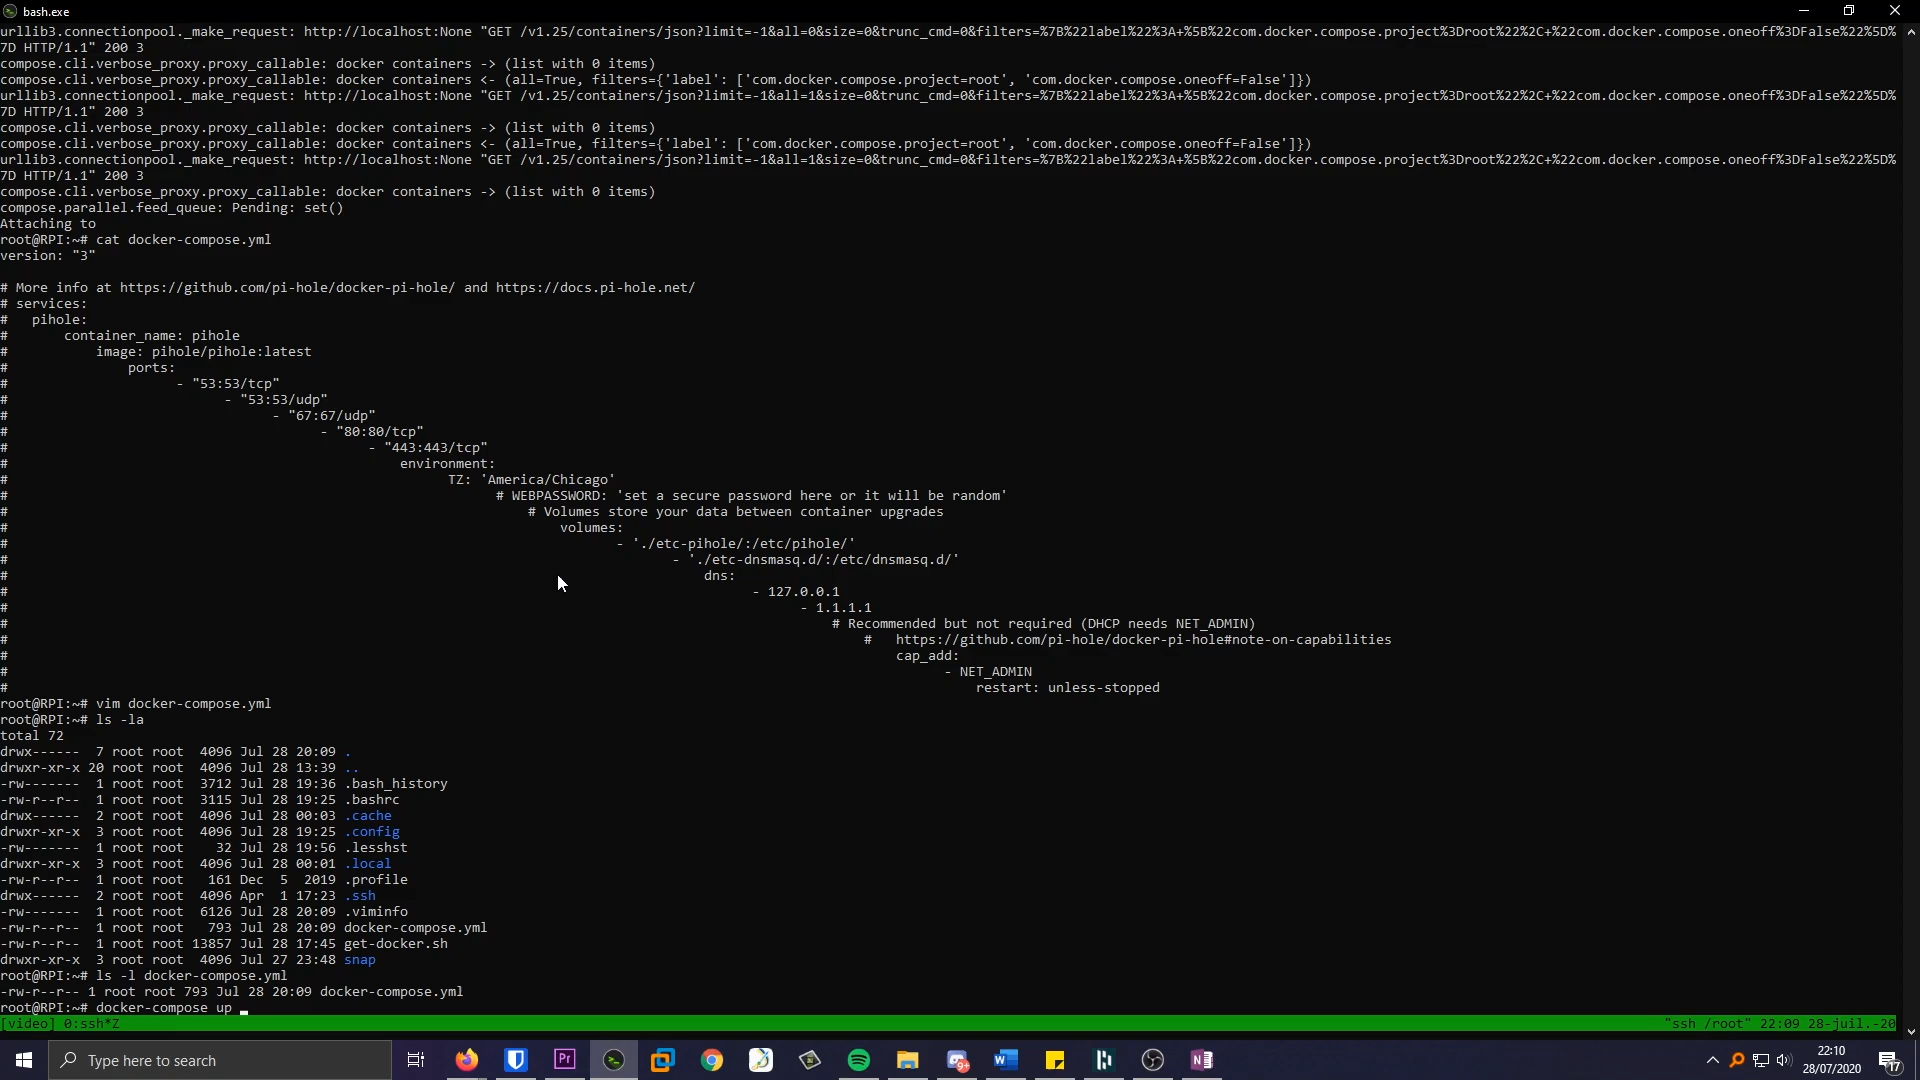 bash.exe
urllib3.connectionpool._make_request: http://localhost:None "GET /v1.25/containers/json?limit=-1&all=0&size=0&trunc_cmd=0&filters=%7B%22label%22%3A+%5B%22com.docker.compose.project%3Droot%22%2C+%22com.docker.compose.oneoff%3DFalse%22%5D%
7D HTTP/1.1" 200 3
compose.cli.verbose_proxy.proxy_callable: docker containers -> (list with 0 items)
compose.cli.verbose_proxy.proxy_callable: docker containers <- (all=True, filters={'label': ['com.docker.compose.project=root', 'com.docker.compose.oneoff=False']})
urllib3.connectionpool._make_request: http://localhost:None "GET /v1.25/containers/json?limit=-1&all=1&size=0&trunc_cmd=0&filters=%7B%22label%22%3A+%5B%22com.docker.compose.project%3Droot%22%2C+%22com.docker.compose.oneoff%3DFalse%22%5D%
7D HTTP/1.1" 200 3
compose.cli.verbose_proxy.proxy_callable: docker containers -> (list with 0 items)
compose.cli.verbose_proxy.proxy_callable: docker containers <- (all=True, filters={'label': ['com.docker.compose.project=root', 'com.docker.compose.oneoff=False']})
urllib3.connectionpool._make_request: http://localhost:None "GET /v1.25/containers/json?limit=-1&all=1&size=0&trunc_cmd=0&filters=%7B%22label%22%3A+%5B%22com.docker.compose.project%3Droot%22%2C+%22com.docker.compose.oneoff%3DFalse%22%5D%
7D HTTP/1.1" 200 3
compose.cli.verbose_proxy.proxy_callable: docker containers -> (list with 0 items)
compose.parallel.feed_queue: Pending: set()
Attaching to
root@RPI:~# cat docker-compose.yml
version: "3"

# More info at https://github.com/pi-hole/docker-pi-hole/ and https://docs.pi-hole.net/
# services:
#   pihole:
#       container_name: pihole
#           image: pihole/pihole:latest
#               ports:
#                     - "53:53/tcp"
#                           - "53:53/udp"
#                                 - "67:67/udp"
#                                       - "80:80/tcp"
#                                             - "443:443/tcp"
#                                                 environment:
#                                                       TZ: 'America/Chicago'
#                                                             # WEBPASSWORD: 'set a secure password here or it will be random'
#                                                                 # Volumes store your data between container upgrades
#                                                                     volumes:
#                                                                            - './etc-pihole/:/etc/pihole/'
#                                                                                   - './etc-dnsmasq.d/:/etc/dnsmasq.d/'
#                                                                                       dns:
#                                                                                             - 127.0.0.1
#                                                                                                   - 1.1.1.1
#                                                                                                       # Recommended but not required (DHCP needs NET_ADMIN)
#                                                                                                           #   https://github.com/pi-hole/docker-pi-hole#note-on-capabilities
#                                                                                                               cap_add:
#                                                                                                                     - NET_ADMIN
#                                                                                                                         restart: unless-stopped
root@RPI:~# vim docker-compose.yml
root@RPI:~# ls -la
total 72
drwx------  7 root root  4096 Jul 28 20:09 .
drwxr-xr-x 20 root root  4096 Jul 28 13:39 ..
-rw-------  1 root root  3712 Jul 28 19:36 .bash_history
-rw-r--r--  1 root root  3115 Jul 28 19:25 .bashrc
drwx------  2 root root  4096 Jul 28 00:03 .cache
drwxr-xr-x  3 root root  4096 Jul 28 19:25 .config
-rw-------  1 root root    32 Jul 28 19:56 .lesshst
drwxr-xr-x  3 root root  4096 Jul 28 00:01 .local
-rw-r--r--  1 root root   161 Dec  5  2019 .profile
drwx------  2 root root  4096 Apr  1 17:23 .ssh
-rw-------  1 root root  6126 Jul 28 20:09 .viminfo
-rw-r--r--  1 root root   793 Jul 28 20:09 docker-compose.yml
-rw-r--r--  1 root root 13857 Jul 28 17:45 get-docker.sh
drwxr-xr-x  3 root root  4096 Jul 27 23:48 snap
root@RPI:~# ls -l docker-compose.yml
-rw-r--r-- 1 root root 793 Jul 28 20:09 docker-compose.yml
root@RPI:~# docker-compose up
[video] 0:ssh*Z "ssh /root" 22:09 28-juil.-20
Type here to search
Pr
22:10
28/07/2020
17